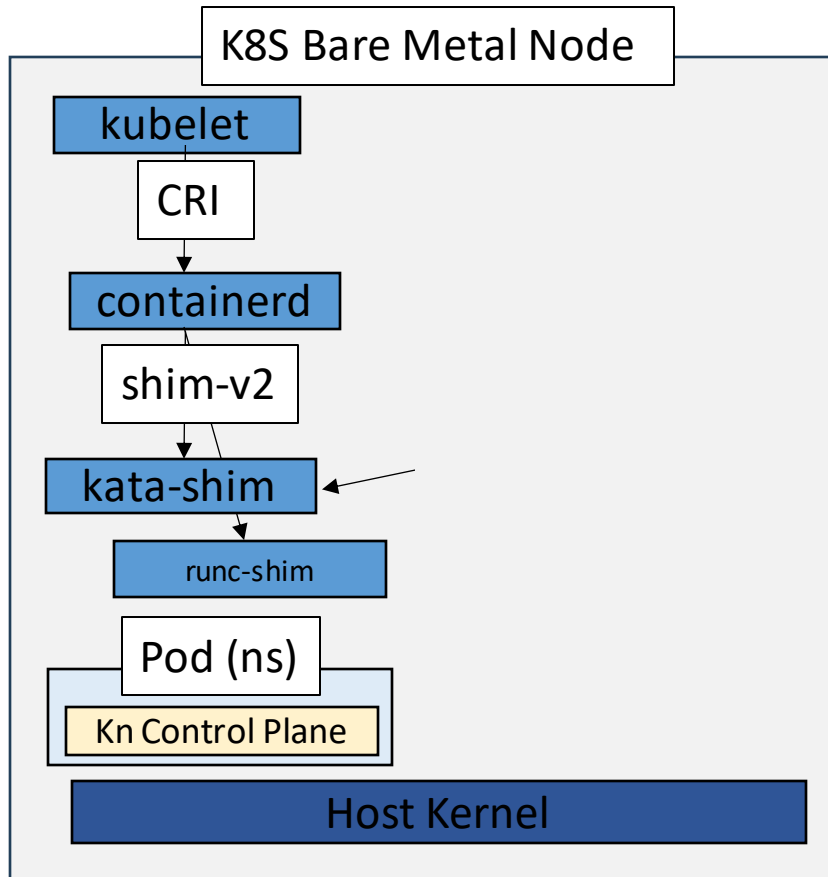 K8S Bare Metal Node
kubelet
CRI
containerd
shim-v2
kata-shim
runc-shim
Pod (ns)
Kn Control Plane
Host Kernel